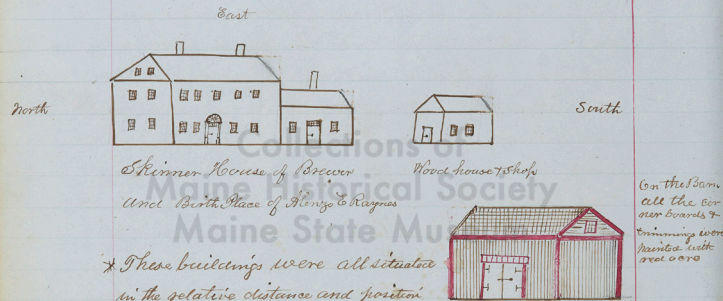 East
North
South
Skinner House of Brewer
Wood house & Shop
and Birth Place of Alonzo E Raynes
Collections of
Maine Historical Society
Maine State Museum
On the Barn
all the cor
ner boards &
trimmings were
painted with
red acre
* These buildings were all situated
in the relative distance and position